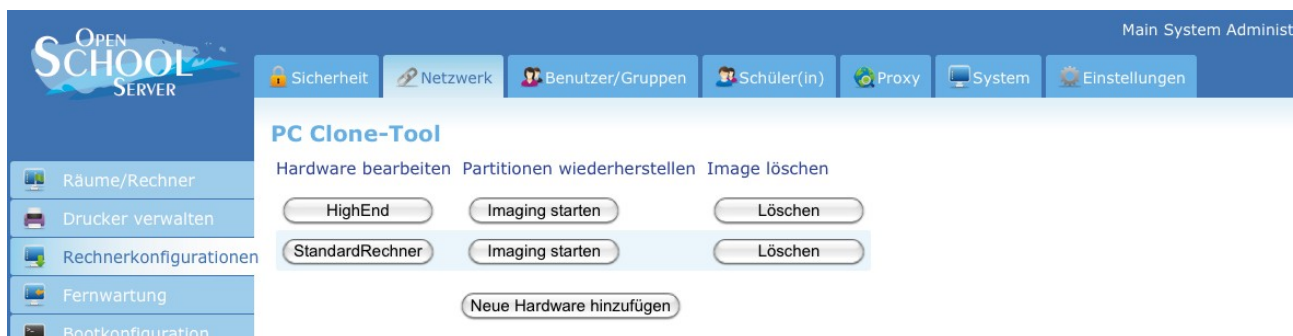 OPEN
SCHOOL
SERVER
Main System Administ
Sicherheit Netzwerk Benutzer/Gruppen Schüler(in) Proxy System Einstellungen
PC Clone-Tool
Hardware bearbeiten Partitionen wiederherstellen Image löschen
HighEnd Imaging starten Löschen
StandardRechner Imaging starten Löschen
Neue Hardware hinzufügen
Räume/Rechner
Drucker verwalten
Rechnerkonfigurationen
Fernwartung
Bootkonfiguration